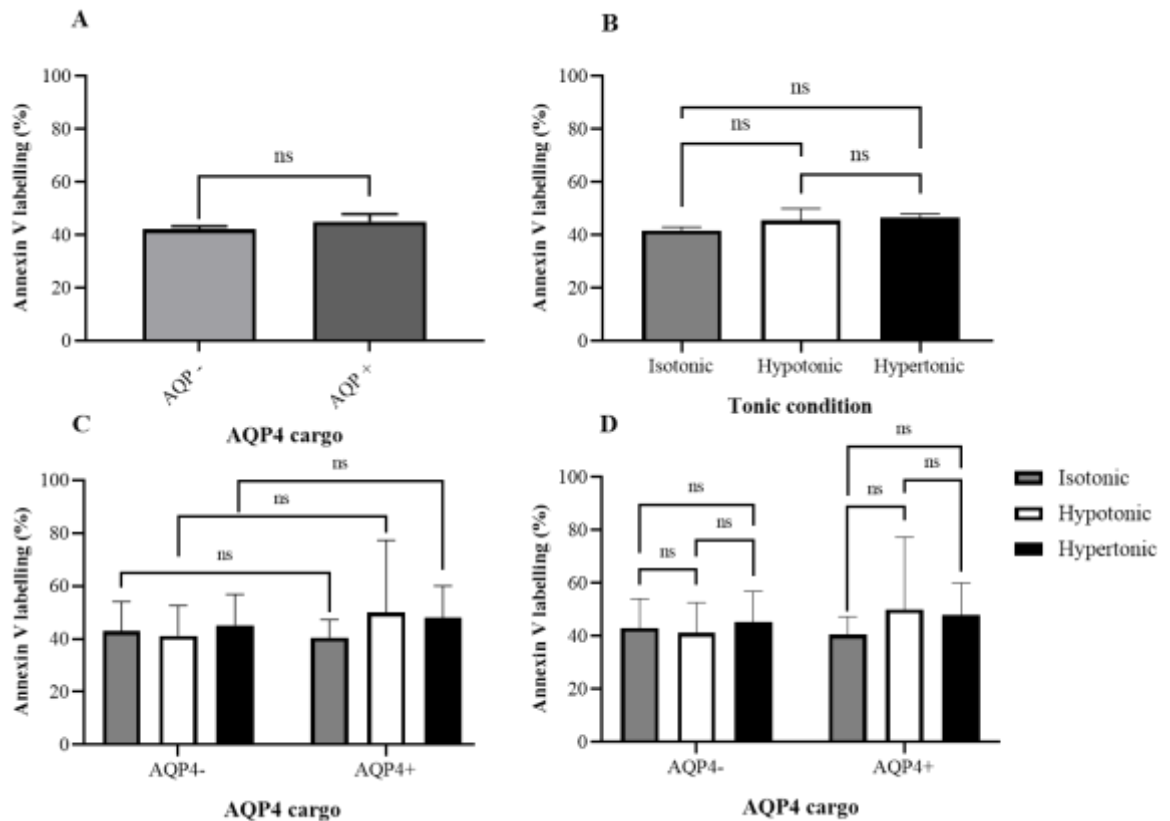 A
Annexin V labelling (%)
100
80
60
40
20
0
ns
AQP -
AQP +
AQP4 cargo
B
Annexin V labelling (%)
100
80
60
40
20
0
ns
ns
ns
Isotonic
Hypotonic
Hypertonic
Tonic condition
C
Annexin V labelling (%)
100
80
60
40
20
0
ns
ns
ns
AQP4-
AQP4+
AQP4 cargo
D
Annexin V labelling (%)
100
80
60
40
20
0
ns
ns
ns
ns
ns
ns
AQP4-
AQP4+
AQP4 cargo
Isotonic
Hypotonic
Hypertonic